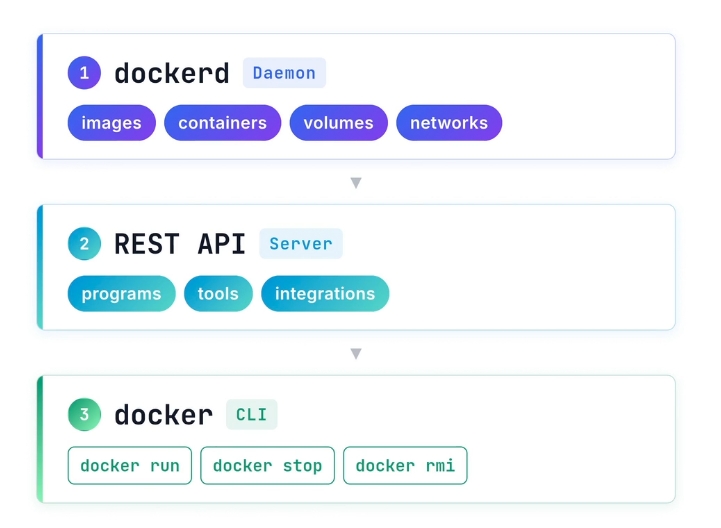 1 dockerd Daemon
images containers volumes networks
2 REST API Server
programs tools integrations
3 docker CLI
docker run docker stop docker rmi